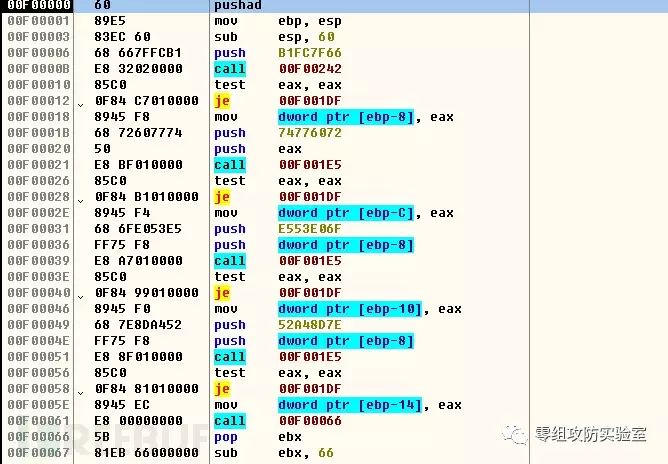 00F00000 60 pushad
00F00001 89E5 mov ebp, esp
00F00003 83EC 60 sub esp, 60
00F00006 68 667FFCB1 push B1FC7F66
00F0000B E8 32020000 call 00F00242
00F00010 85C0 test eax, eax
00F00012 0F84 C7010000 je 00F001DF
00F00018 8945 F8 mov dword ptr [ebp-8], eax
00F0001B 68 72607774 push 74776072
00F00020 50 push eax
00F00021 E8 BF010000 call 00F001E5
00F00026 85C0 test eax, eax
00F00028 0F84 B1010000 je 00F001DF
00F0002E 8945 F4 mov dword ptr [ebp-C], eax
00F00031 68 6FE053E5 push E553E06F
00F00036 FF75 F8 push dword ptr [ebp-8]
00F00039 E8 A7010000 call 00F001E5
00F0003E 85C0 test eax, eax
00F00040 0F84 99010000 je 00F001DF
00F00046 8945 F0 mov dword ptr [ebp-10], eax
00F00049 68 7E8DA452 push 52A48D7E
00F0004E FF75 F8 push dword ptr [ebp-8]
00F00051 E8 8F010000 call 00F001E5
00F00056 85C0 test eax, eax
00F00058 0F84 81010000 je 00F001DF
00F0005E 8945 EC mov dword ptr [ebp-14], eax
00F00061 E8 00000000 call 00F00066
00F00066 5B pop ebx
00F00067 81EB 66000000 sub ebx, 66
零组攻防实验室